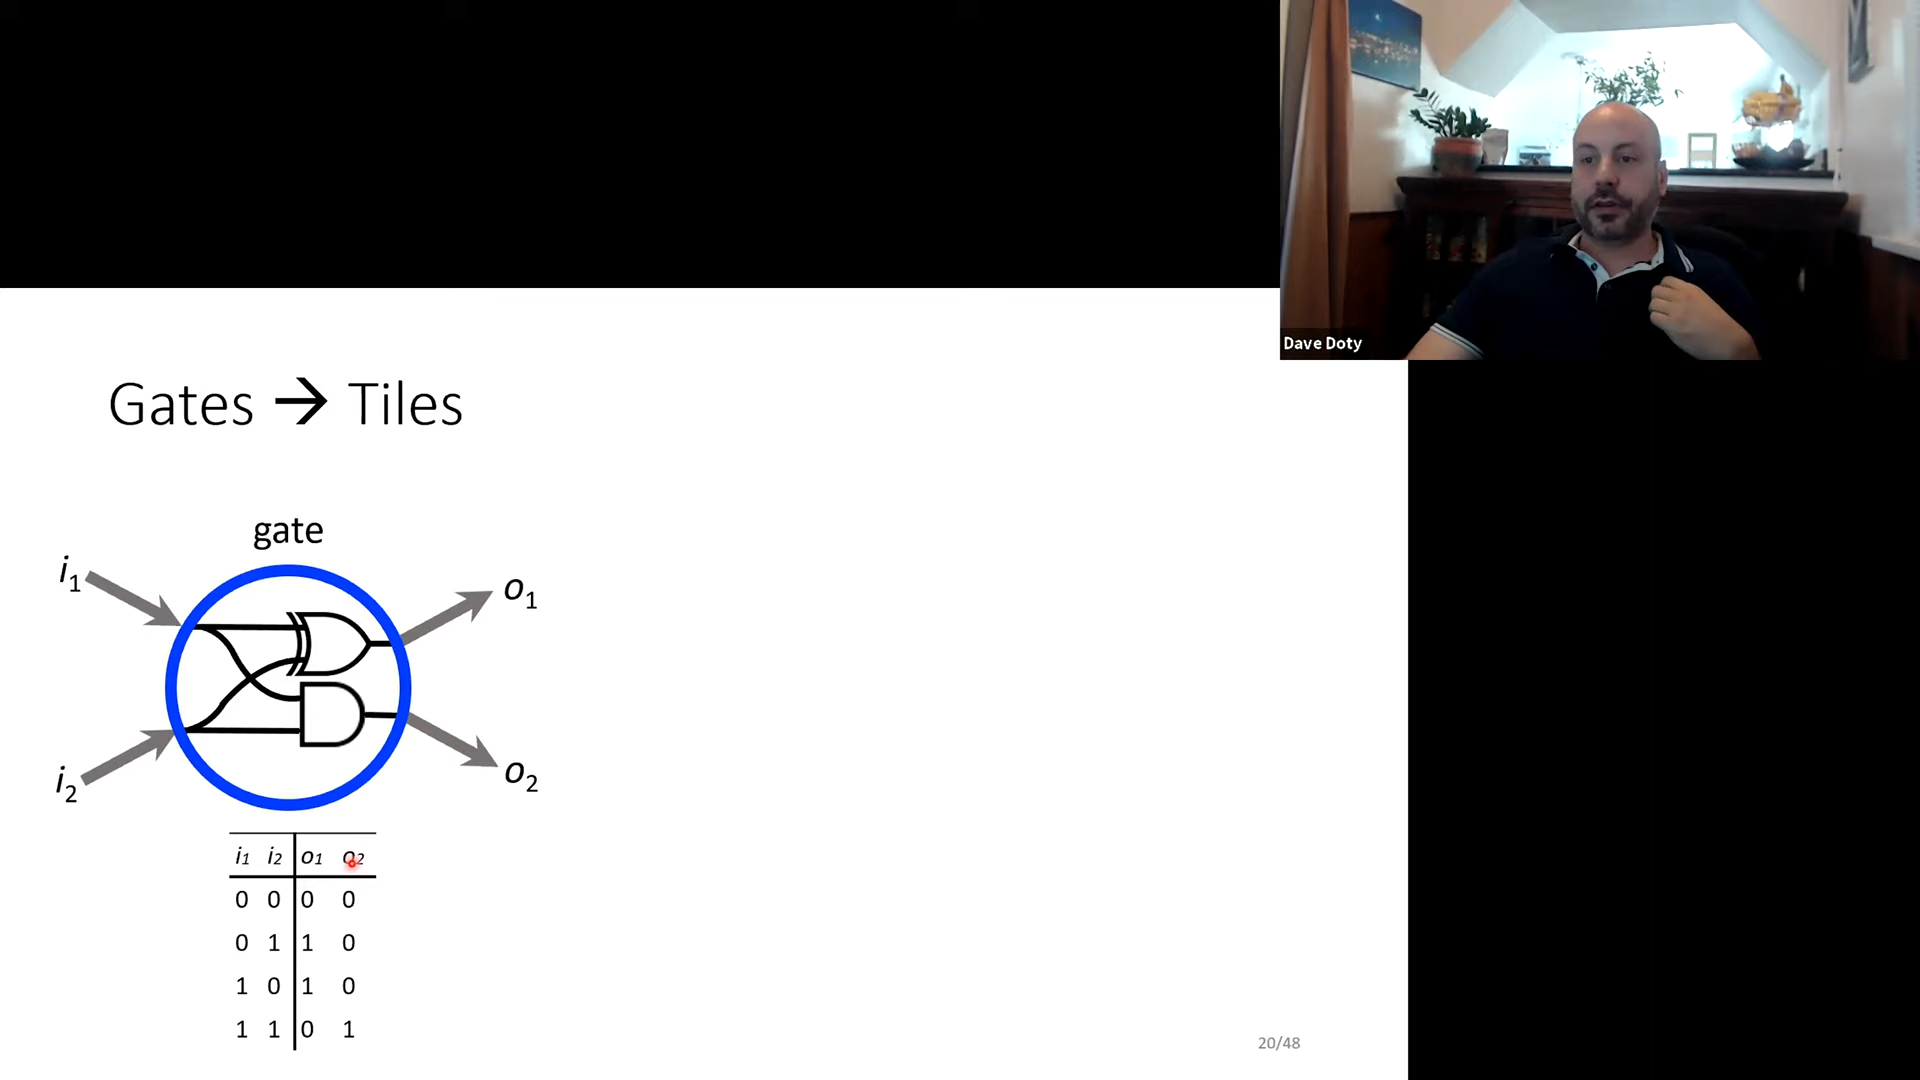 Dave Doty
Gates → Tiles
gate
i1
o1
i2
o2
i1 i2 o1 o2
0 0 0 0
0 1 1 0
1 0 1 0
1 1 0 1
20/48